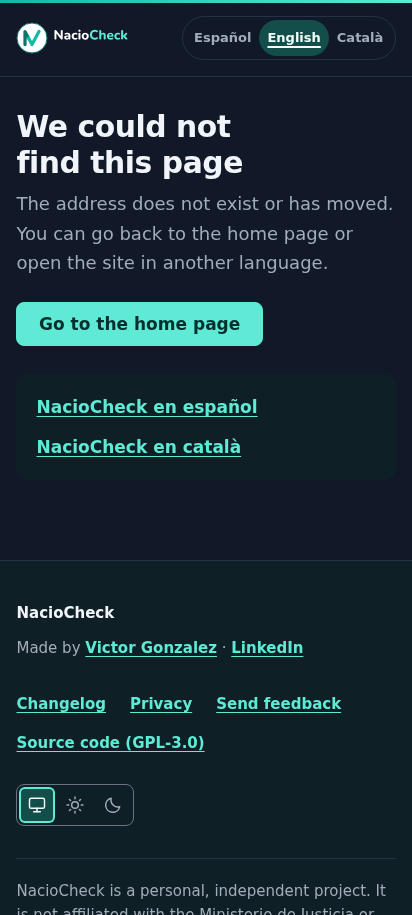 NacioCheck
Español English Català
We could not
find this page
The address does not exist or has moved.
You can go back to the home page or
open the site in another language.
Go to the home page
NacioCheck en español
NacioCheck en català
NacioCheck
Made by Victor Gonzalez · LinkedIn
Changelog Privacy Send feedback
Source code (GPL-3.0)
NacioCheck is a personal, independent project. It
is not affiliated with the Ministerio de Justicia or